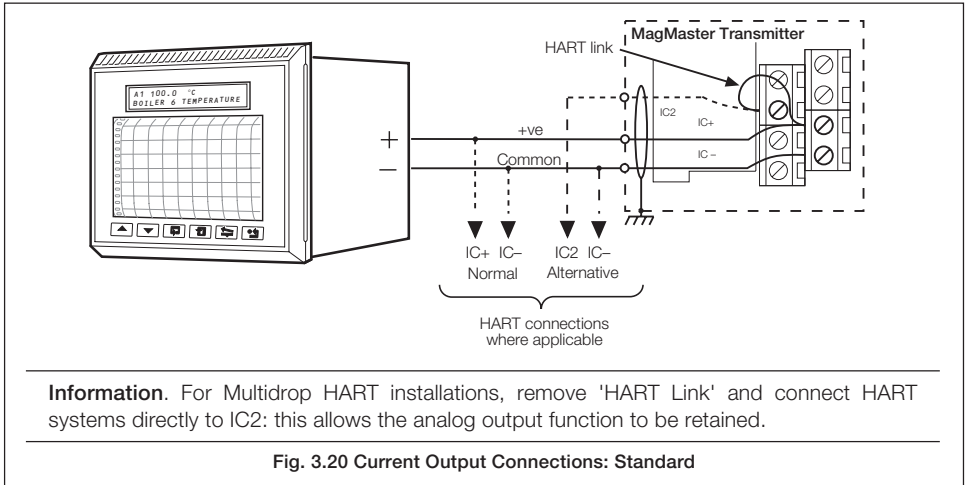 MagMaster Transmitter
HART link
A1 100.0 °C
BOILER 6 TEMPERATURE
IC2
IC+
IC –
+
+ve
–
Common
IC+ IC– IC2 IC–
Normal Alternative
HART connections
where applicable
Information. For Multidrop HART installations, remove 'HART Link' and connect HART
systems directly to IC2: this allows the analog output function to be retained.
Fig. 3.20 Current Output Connections: Standard